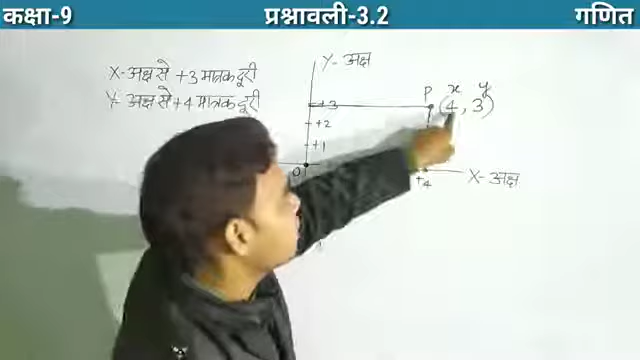 कक्षा-9
प्रश्नावली-3.2
गणित
X-अक्ष से +3 मात्रक दूरी
Y-अक्ष से +4 मात्रक दूरी
Y-अक्ष
+3
+2
+1
O
P
x y
(4, 3)
+4
X-अक्ष